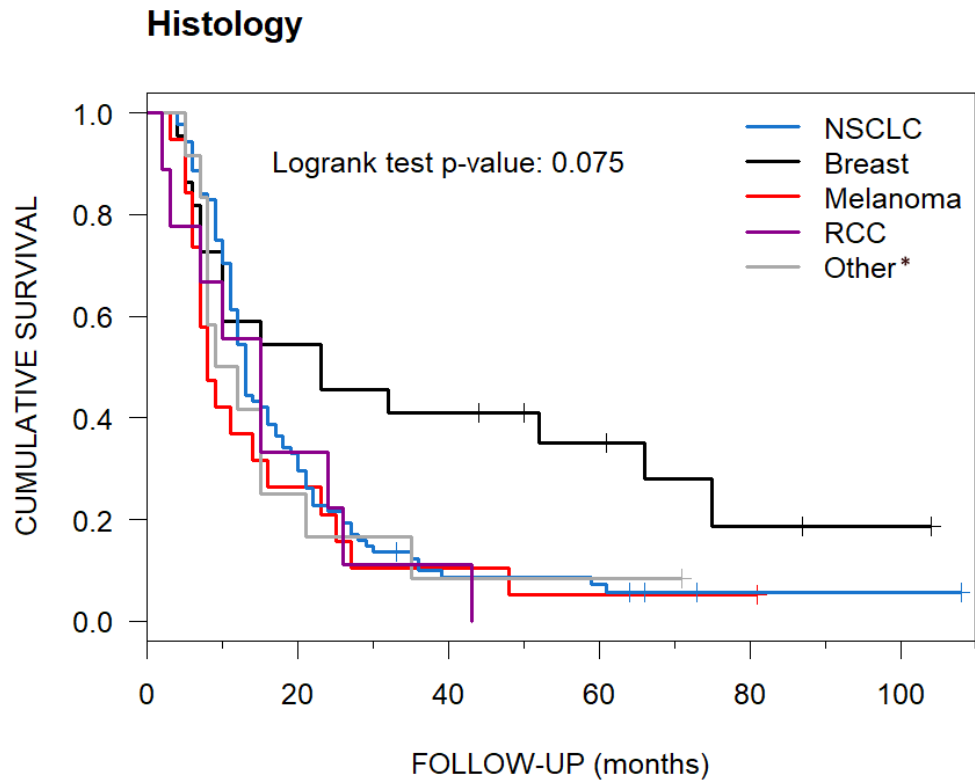 Histology
Logrank test p-value: 0.075
NSCLC
Breast
Melanoma
RCC
Other*
CUMULATIVE SURVIVAL
1.0
0.8
0.6
0.4
0.2
0.0
0 20 40 60 80 100
FOLLOW-UP (months)